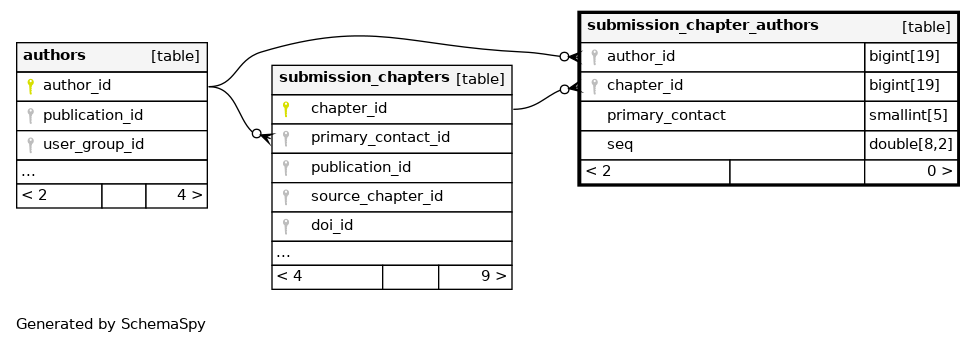 authors [table]
author_id
publication_id
user_group_id
...
< 2 4 >
submission_chapters [table]
chapter_id
primary_contact_id
publication_id
source_chapter_id
doi_id
...
< 4 9 >
submission_chapter_authors [table]
author_id bigint[19]
chapter_id bigint[19]
primary_contact smallint[5]
seq double[8,2]
< 2 0 >
Generated by SchemaSpy